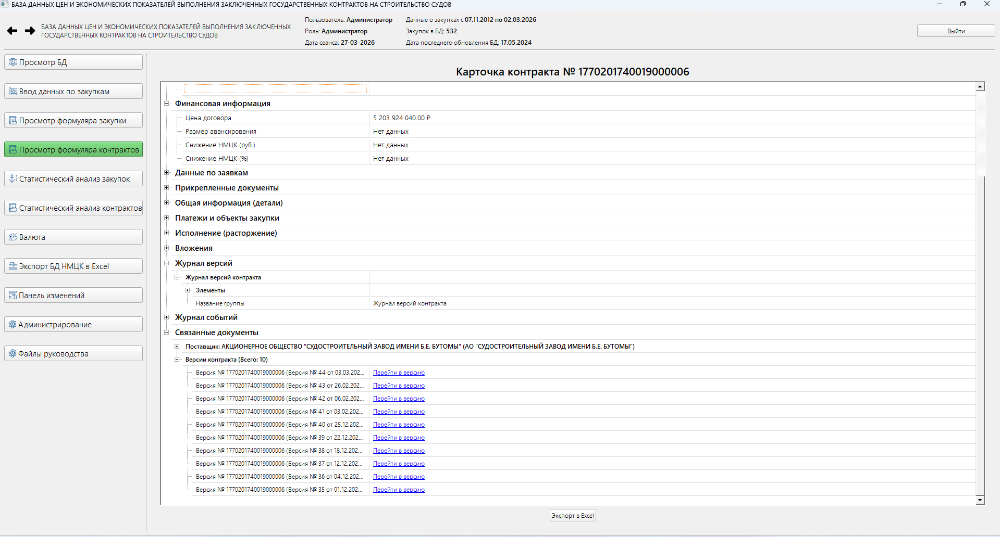 БАЗА ДАННЫХ ЦЕН И ЭКОНОМИЧЕСКИХ ПОКАЗАТЕЛЕЙ ВЫПОЛНЕНИЯ ЗАКЛЮЧЕННЫХ ГОСУДАРСТВЕННЫХ КОНТРАКТОВ НА СТРОИТЕЛЬСТВО СУДОВ
БАЗА ДАННЫХ ЦЕН И ЭКОНОМИЧЕСКИХ ПОКАЗАТЕЛЕЙ ВЫПОЛНЕНИЯ ЗАКЛЮЧЕННЫХ
ГОСУДАРСТВЕННЫХ КОНТРАКТОВ НА СТРОИТЕЛЬСТВО СУДОВ
Пользователь: Администратор
Роль: Администратор
Дата сеанса: 27-03-2026
Данные о закупках с 07.11.2012 по 02.03.2026
Закупок в БД: 532
Дата последнего обновления БД: 17.05.2024
Выйти
Просмотр БД
Ввод данных по закупкам
Просмотр формуляра закупки
Просмотр формуляра контрактов
Статистический анализ закупок
Статистический анализ контрактов
Валюта
Экспорт БД НМЦК в Excel
Панель изменений
Администрирование
Файлы руководства
Карточка контракта № 1770201740019000006
Финансовая информация
Цена договора 5 203 924 040.00 ₽
Размер авансирования Нет данных
Снижение НМЦК (руб.) Нет данных
Снижение НМЦК (%) Нет данных
Данные по заявкам
Прикрепленные документы
Общая информация (детали)
Платежи и объекты закупки
Исполнение (расторжение)
Вложения
Журнал версий
Журнал версий контракта
Элементы
Название группы Журнал версий контракта
Журнал событий
Связанные документы
Поставщик: АКЦИОНЕРНОЕ ОБЩЕСТВО "СУДОСТРОИТЕЛЬНЫЙ ЗАВОД ИМЕНИ Б.Е. БУТОМЫ" (АО "СУДОСТРОИТЕЛЬНЫЙ ЗАВОД ИМЕНИ Б.Е. БУТОМЫ")
Версии контракта (Всего: 10)
Версия № 1770201740019000006 (Версия № 44 от 03.03.202... Перейти в версию
Версия № 1770201740019000006 (Версия № 43 от 26.02.202... Перейти в версию
Версия № 1770201740019000006 (Версия № 42 от 06.02.202... Перейти в версию
Версия № 1770201740019000006 (Версия № 41 от 03.02.202... Перейти в версию
Версия № 1770201740019000006 (Версия № 40 от 25.12.202... Перейти в версию
Версия № 1770201740019000006 (Версия № 39 от 22.12.202... Перейти в версию
Версия № 1770201740019000006 (Версия № 38 от 18.12.202... Перейти в версию
Версия № 1770201740019000006 (Версия № 37 от 12.12.202... Перейти в версию
Версия № 1770201740019000006 (Версия № 36 от 04.12.202... Перейти в версию
Версия № 1770201740019000006 (Версия № 35 от 01.12.202... Перейти в версию
Экспорт в Excel